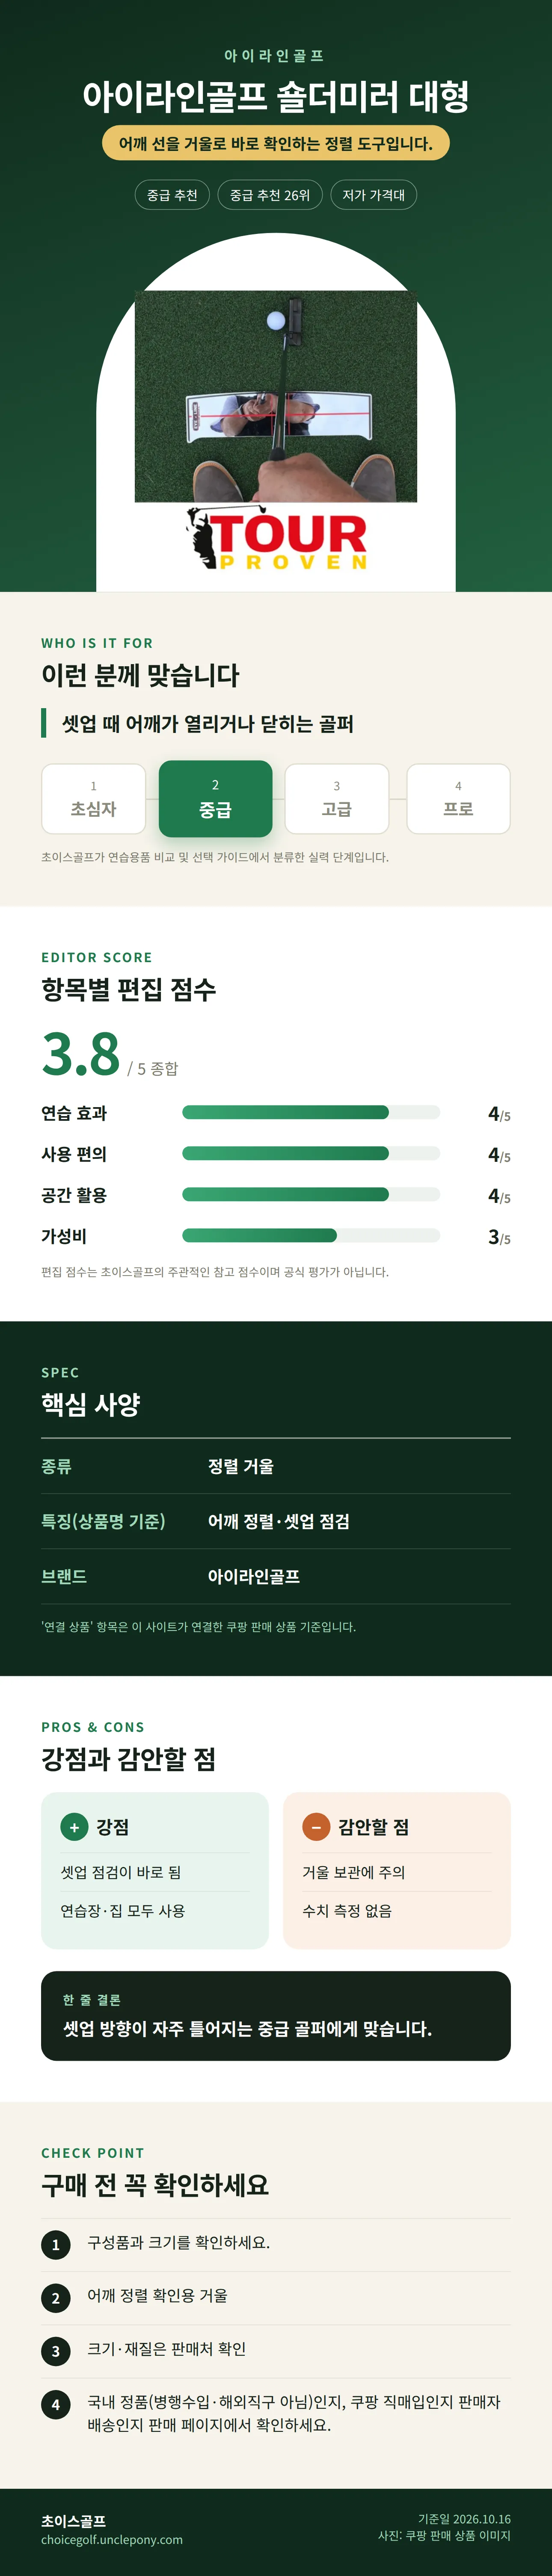 아이라인골프
아이라인골프 숄더미러 대형
어깨 선을 거울로 바로 확인하는 정렬 도구입니다.
중급 추천
중급 추천 26위
저가 가격대
TOUR
PROVEN
WHO IS IT FOR
이런 분께 맞습니다
셋업 때 어깨가 열리거나 닫히는 골퍼
1
초심자
2
중급
3
고급
4
프로
초이스골프가 연습용품 비교 및 선택 가이드에서 분류한 실력 단계입니다.
EDITOR SCORE
항목별 편집 점수
3.8 / 5 종합
연습 효과 4/5
사용 편의 4/5
공간 활용 4/5
가성비 3/5
편집 점수는 초이스골프의 주관적인 참고 점수이며 공식 평가가 아닙니다.
SPEC
핵심 사양
종류 정렬 거울
특징(상품명 기준) 어깨 정렬·셋업 점검
브랜드 아이라인골프
'연결 상품' 항목은 이 사이트가 연결한 쿠팡 판매 상품 기준입니다.
PROS & CONS
강점과 감안할 점
+ 강점
셋업 점검이 바로 됨
연습장·집 모두 사용
− 감안할 점
거울 보관에 주의
수치 측정 없음
한 줄 결론
셋업 방향이 자주 틀어지는 중급 골퍼에게 맞습니다.
CHECK POINT
구매 전 꼭 확인하세요
1 구성품과 크기를 확인하세요.
2 어깨 정렬 확인용 거울
3 크기·재질은 판매처 확인
4 국내 정품(병행수입·해외직구 아님)인지, 쿠팡 직매입인지 판매자
배송인지 판매 페이지에서 확인하세요.
초이스골프
choicegolf.unclepony.com
기준일 2026.10.16
사진: 쿠팡 판매 상품 이미지